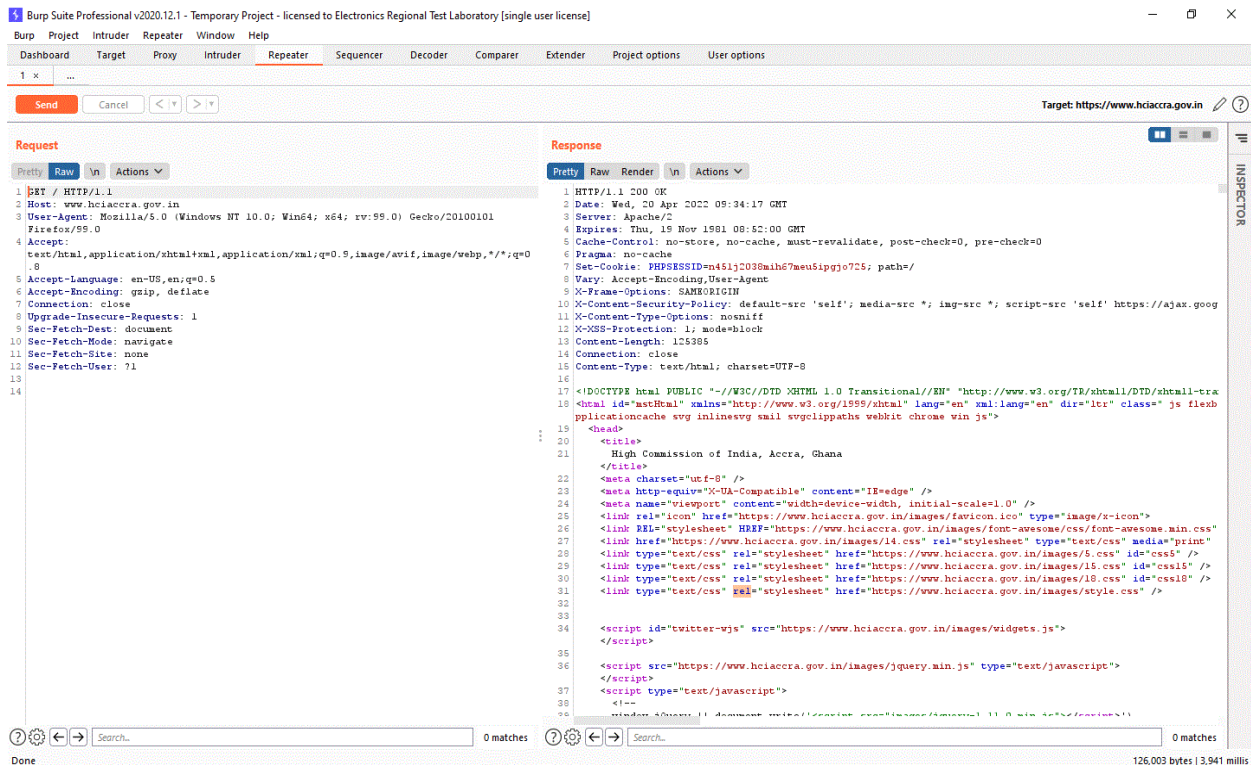 Burp Suite Professional v2020.12.1 - Temporary Project - licensed to Electronics Regional Test Laboratory [single user license]
Burp Project Intruder Repeater Window Help
Dashboard Target Proxy Intruder Repeater Sequencer Decoder Comparer Extender Project options User options
1 × ...
Send Cancel < > Target: https://www.hciaccra.gov.in ?
Request
Pretty Raw \n Actions
1 GET / HTTP/1.1
2 Host: www.hciaccra.gov.in
3 User-Agent: Mozilla/5.0 (Windows NT 10.0; Win64; x64; rv:99.0) Gecko/20100101
Firefox/99.0
4 Accept:
text/html,application/xhtml+xml,application/xml;q=0.9,image/avif,image/webp,*/*;q=0
.8
5 Accept-Language: en-US,en;q=0.5
6 Accept-Encoding: gzip, deflate
7 Connection: close
8 Upgrade-Insecure-Requests: 1
9 Sec-Fetch-Dest: document
10 Sec-Fetch-Mode: navigate
11 Sec-Fetch-Site: none
12 Sec-Fetch-User: ?1
13
14
Response
Pretty Raw Render \n Actions
1 HTTP/1.1 200 OK
2 Date: Wed, 20 Apr 2022 09:34:17 GMT
3 Server: Apache/2
4 Expires: Thu, 19 Nov 1981 08:52:00 GMT
5 Cache-Control: no-store, no-cache, must-revalidate, post-check=0, pre-check=0
6 Pragma: no-cache
7 Set-Cookie: PHPSESSID=n451j2038mih67meu5ipgjo725; path=/
8 Vary: Accept-Encoding,User-Agent
9 X-Frame-Options: SAMEORIGIN
10 X-Content-Security-Policy: default-src 'self'; media-src *; img-src *; script-src 'self' https://ajax.goog
11 X-Content-Type-Options: nosniff
12 X-XSS-Protection: 1; mode=block
13 Content-Length: 125385
14 Connection: close
15 Content-Type: text/html; charset=UTF-8
16
17 <!DOCTYPE html PUBLIC "-//W3C//DTD XHTML 1.0 Transitional//EN" "http://www.w3.org/TR/xhtml1/DTD/xhtml1-tra
18 <html id="mstHtml" xmlns="http://www.w3.org/1999/xhtml" lang="en" xml:lang="en" dir="ltr" class=" js flexb
pplicationcache svg inlinesvg smil svgclippaths webkit chrome win js">
19 <head>
20 <title>
21 High Commission of India, Accra, Ghana
</title>
22 <meta charset="utf-8" />
23 <meta http-equiv="X-UA-Compatible" content="IE=edge" />
24 <meta name="viewport" content="width=device-width, initial-scale=1.0" />
25 <link rel="icon" href="https://www.hciaccra.gov.in/images/favicon.ico" type="image/x-icon">
26 <link REL="stylesheet" HREF="https://www.hciaccra.gov.in/images/font-awesome/css/font-awesome.min.css"
27 <link href="https://www.hciaccra.gov.in/images/14.css" rel="stylesheet" type="text/css" media="print"
28 <link type="text/css" rel="stylesheet" href="https://www.hciaccra.gov.in/images/5.css" id="css5" />
29 <link type="text/css" rel="stylesheet" href="https://www.hciaccra.gov.in/images/15.css" id="css15" />
30 <link type="text/css" rel="stylesheet" href="https://www.hciaccra.gov.in/images/18.css" id="css18" />
31 <link type="text/css" rel="stylesheet" href="https://www.hciaccra.gov.in/images/style.css" />
32
33
34 <script id="twitter-wjs" src="https://www.hciaccra.gov.in/images/widgets.js">
</script>
35
36 <script src="https://www.hciaccra.gov.in/images/jquery.min.js" type="text/javascript">
</script>
37 <script type="text/javascript">
38 <!--
39 window.jQuery || document.write('<script src="images/jquery-1.11.0.min.js"></script>')
INSPECTOR
? Search... 0 matches
? Search... 0 matches
Done 126,003 bytes | 3,941 millis